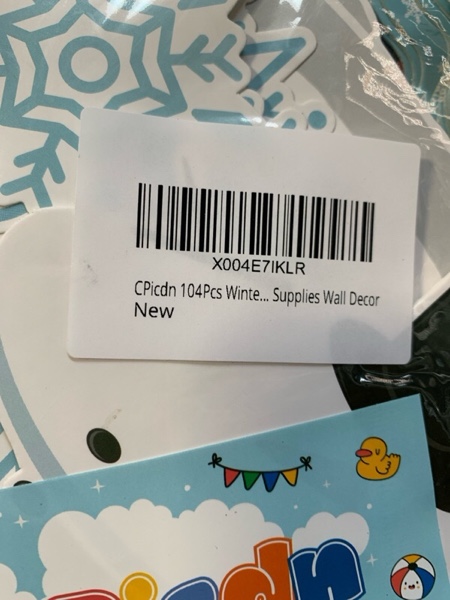 X004E7IKLR
CPicdn 104Pcs Winte... Supplies Wall Decor
New